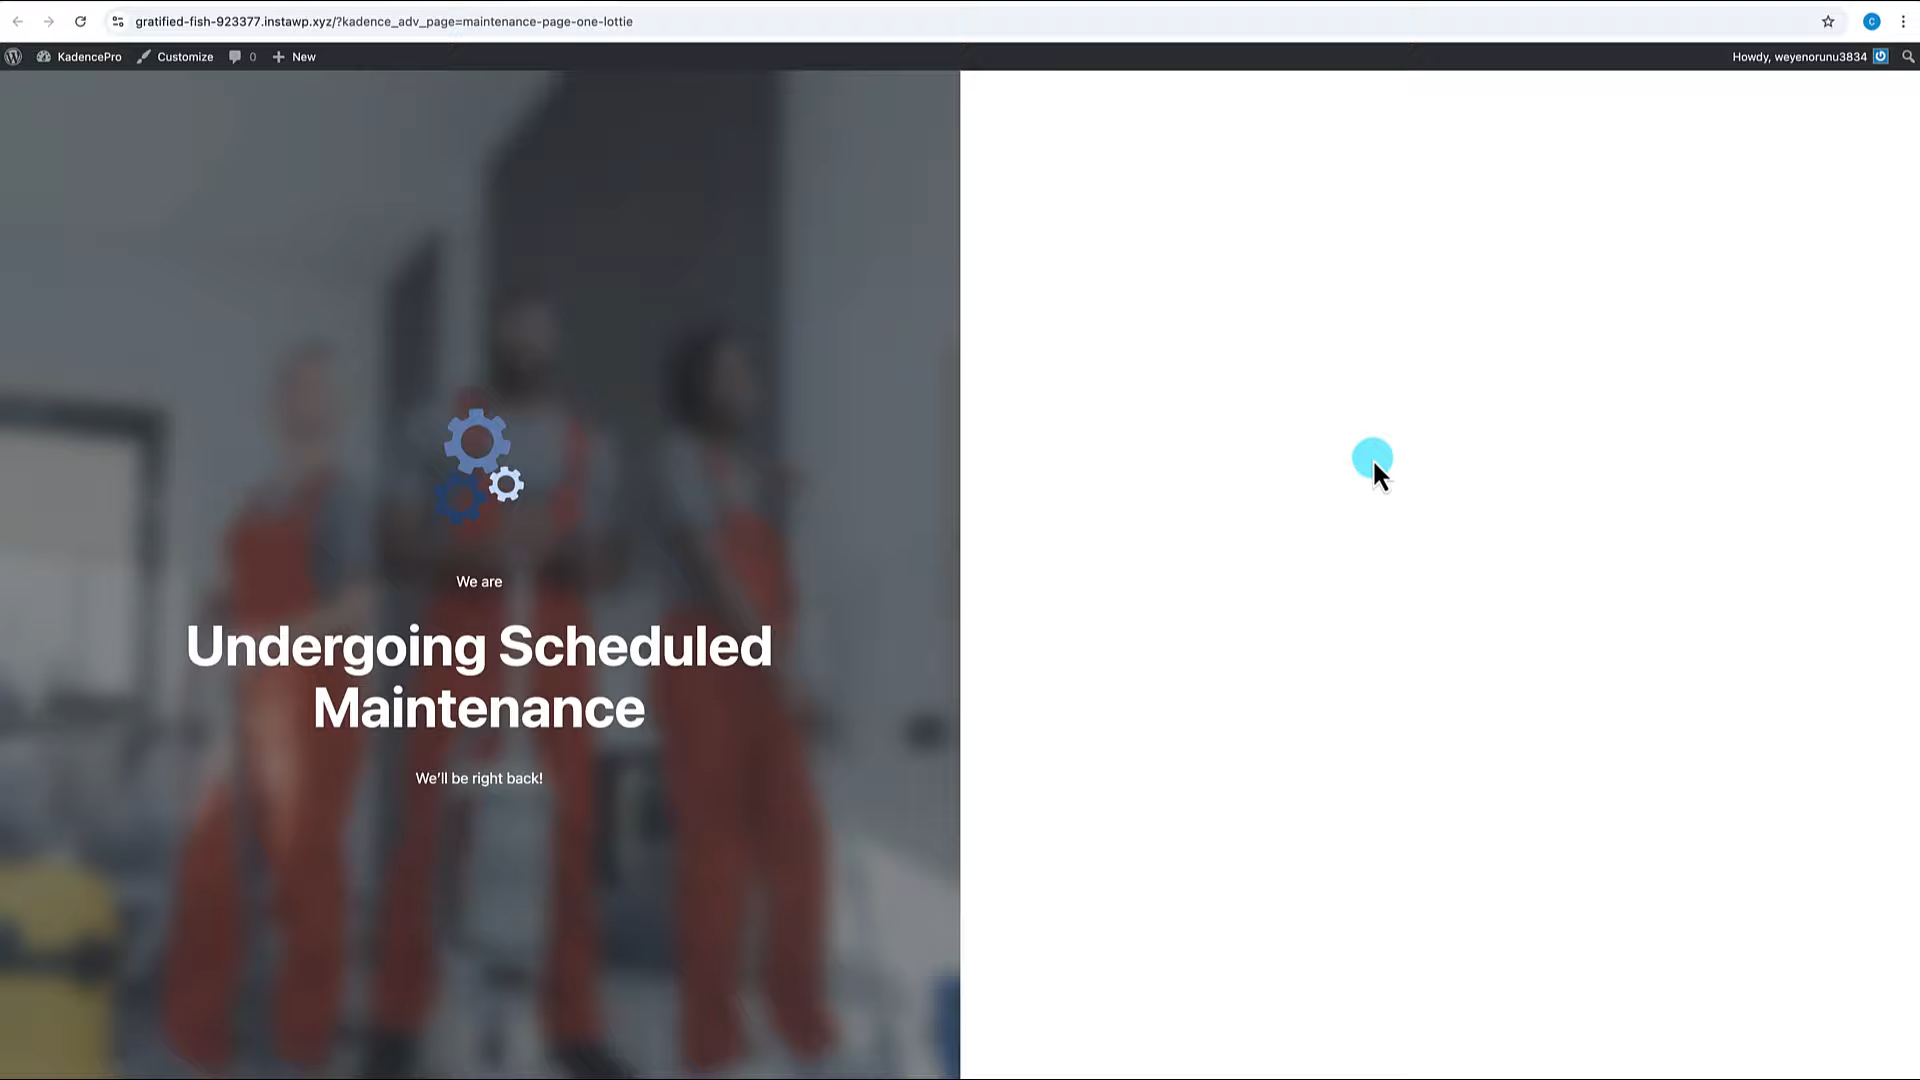 gratified-fish-923377.instawp.xyz/?kadence_adv_page=maintenance-page-one-lottie
C
KadencePro
Customize
0
New
Howdy, weyenorunu3834
We are
Undergoing Scheduled
Maintenance
We'll be right back!